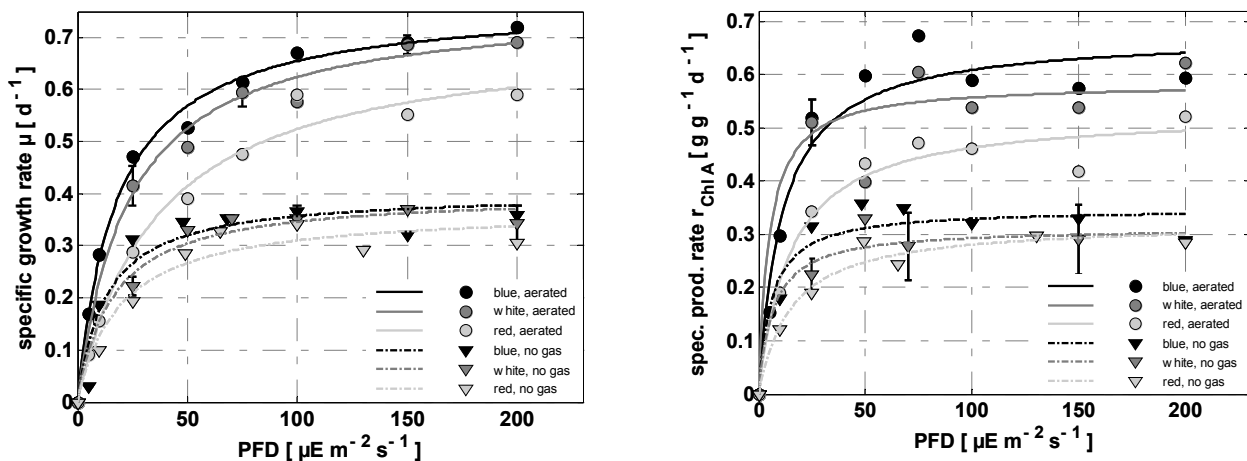 specific growth rate µ [ d⁻¹ ]
0.7
0.6
0.5
0.4
0.3
0.2
0.1
0
0 50 100 150 200
PFD [ µE m⁻² s⁻¹ ]
blue, aerated
white, aerated
red, aerated
blue, no gas
white, no gas
red, no gas
spec. prod. rate r_Chl A [ g g⁻¹ d⁻¹ ]
0.7
0.6
0.5
0.4
0.3
0.2
0.1
0
0 50 100 150 200
PFD [ µE m⁻² s⁻¹ ]
blue, aerated
white, aerated
red, aerated
blue, no gas
white, no gas
red, no gas